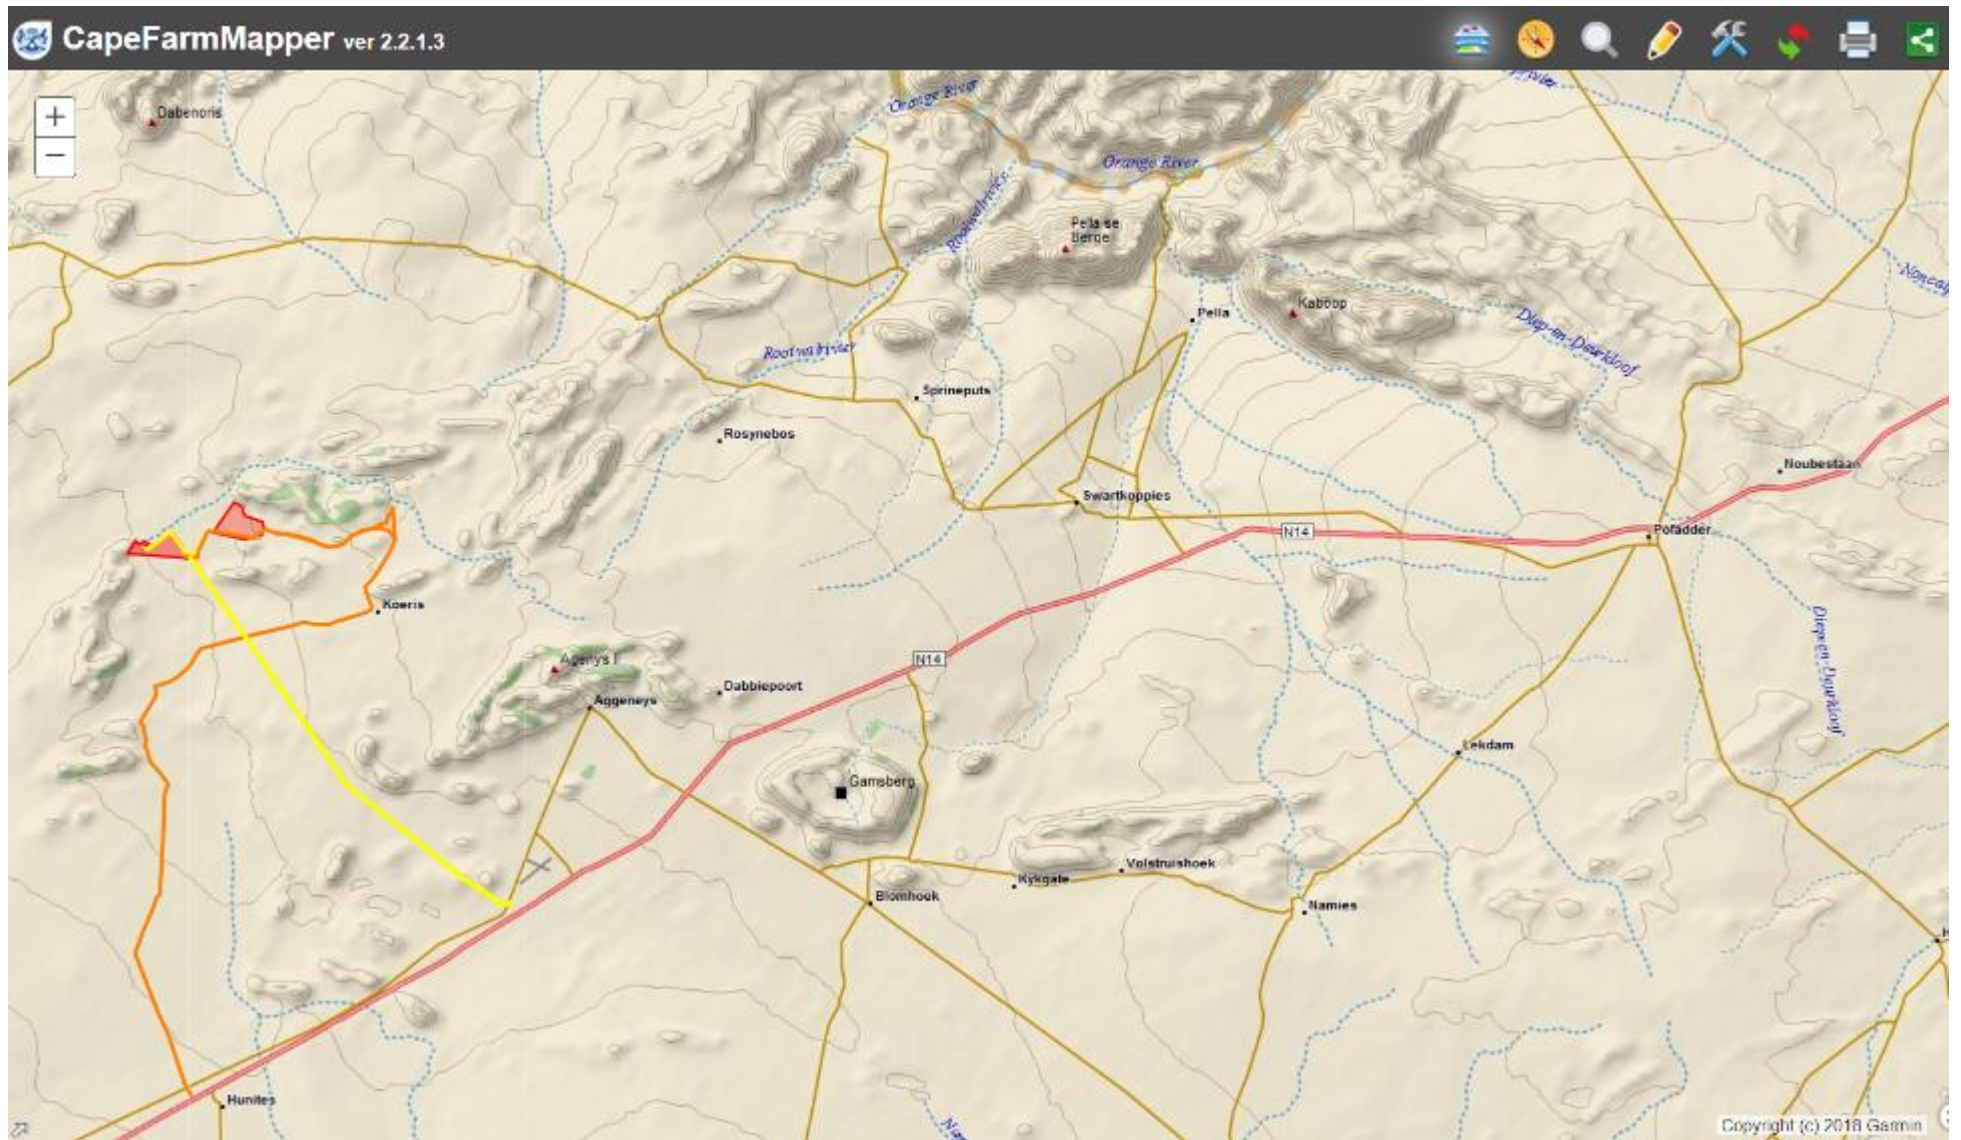 CapeFarmMapper ver 2.2.1.3
+
−
Dabenoris
Orange River
Orange River
Pella se
Berge
Kaboop
Pella
Diep-en-Deurkloof
Rootwalrivier
Sprineputs
Rosynebos
Noubestaan
Swartkoppies
N14
Pofadder
Koeris
N14
Aggeneys
Dabbiepoort
Diep-en-Deurkloof
Lekdam
Gamsberg
Volstruishoek
Kykgate
Blomhoek
Namies
Hunites
Copyright (c) 2018 Garmin